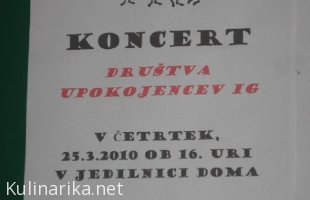 KONCERT
DRUŠTVA
UPOKOJENCEV IG
V ČETRTEK,
25.3.2010 OB 16. URI
V JEDILNICI DOMA
Kulinarika.net